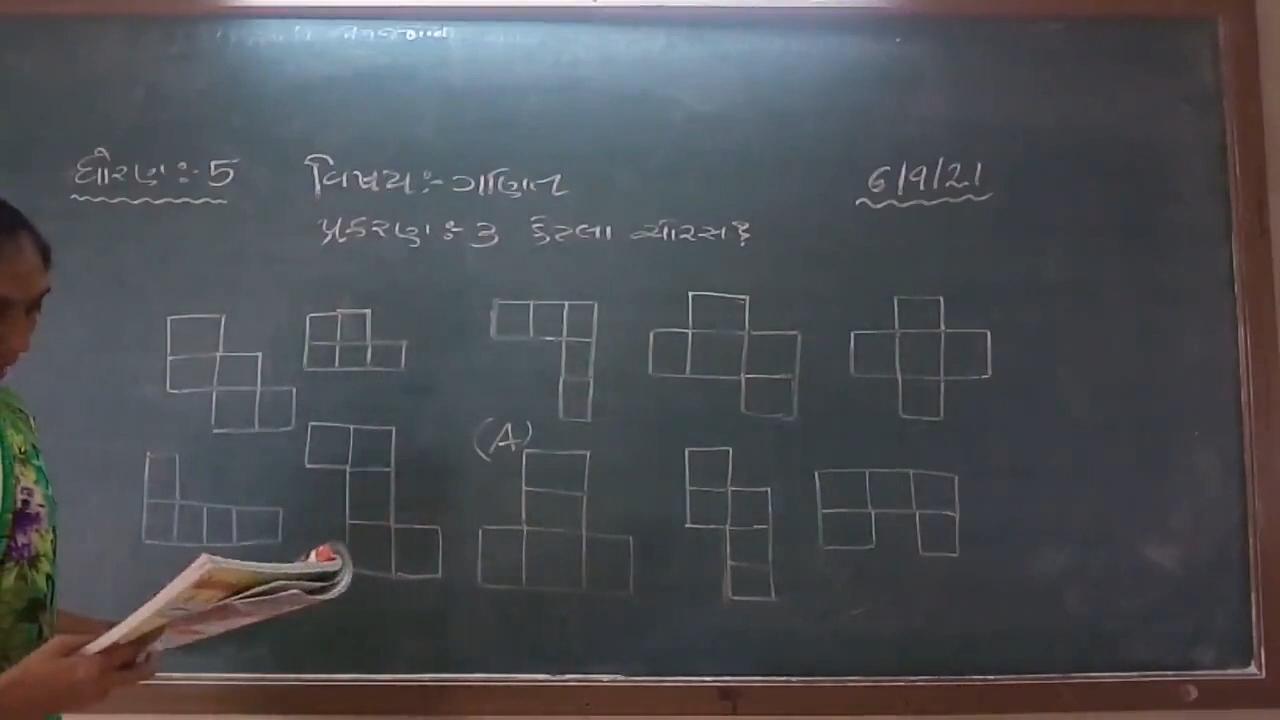 ધોરણ :- 5 વિષય :- ગણિત 6/9/21
પ્રકરણ :- 3 કેટલા ચોરસ ?
(A)